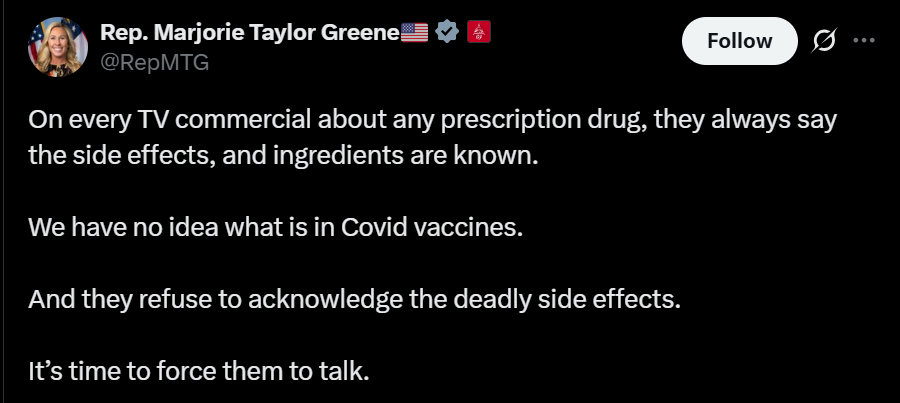 Rep. Marjorie Taylor Greene🇺🇸
@RepMTG
Follow
On every TV commercial about any prescription drug, they always say
the side effects, and ingredients are known.
We have no idea what is in Covid vaccines.
And they refuse to acknowledge the deadly side effects.
It’s time to force them to talk.